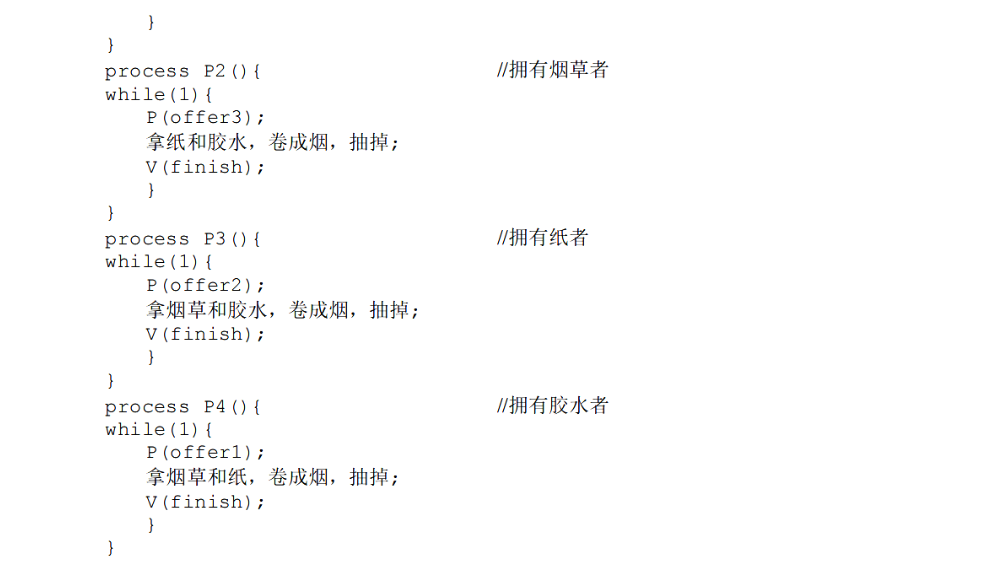 }
}
process P2(){ //拥有烟草者
while(1){
P(offer3);
拿纸和胶水，卷成烟，抽掉;
V(finish);
}
}
process P3(){ //拥有纸者
while(1){
P(offer2);
拿烟草和胶水，卷成烟，抽掉;
V(finish);
}
}
process P4(){ //拥有胶水者
while(1){
P(offer1);
拿烟草和纸，卷成烟，抽掉;
V(finish);
}
}